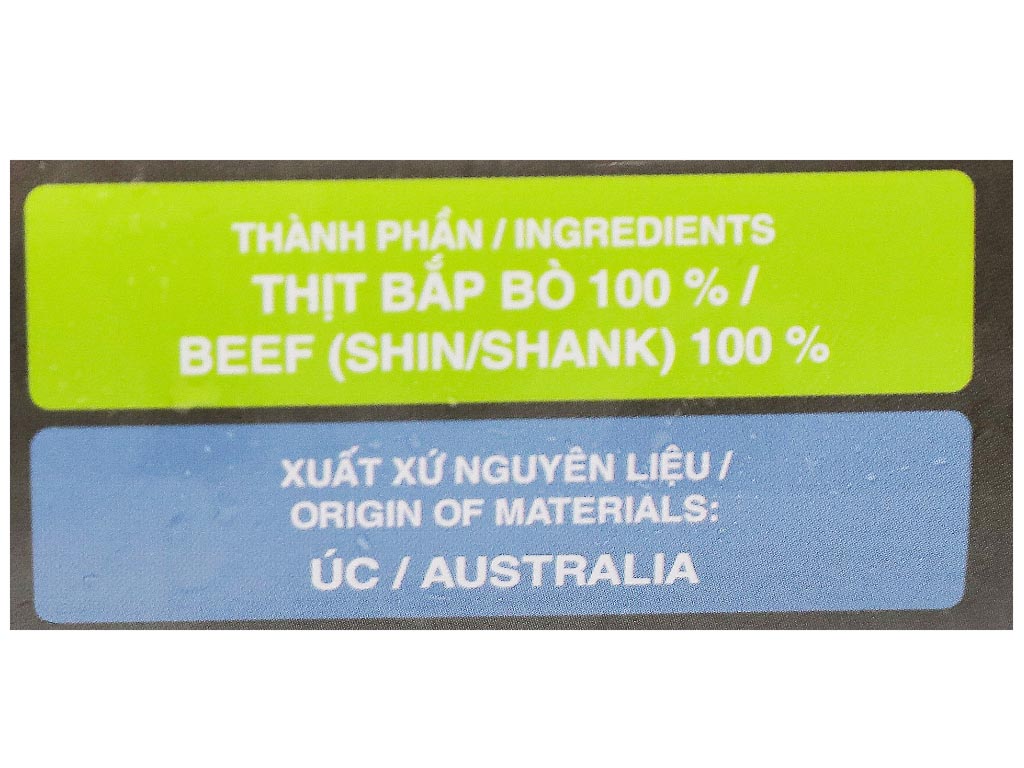 THÀNH PHẦN / INGREDIENTS
THỊT BẮP BÒ 100 % /
BEEF (SHIN/SHANK) 100 %
XUẤT XỨ NGUYÊN LIỆU /
ORIGIN OF MATERIALS:
ÚC / AUSTRALIA